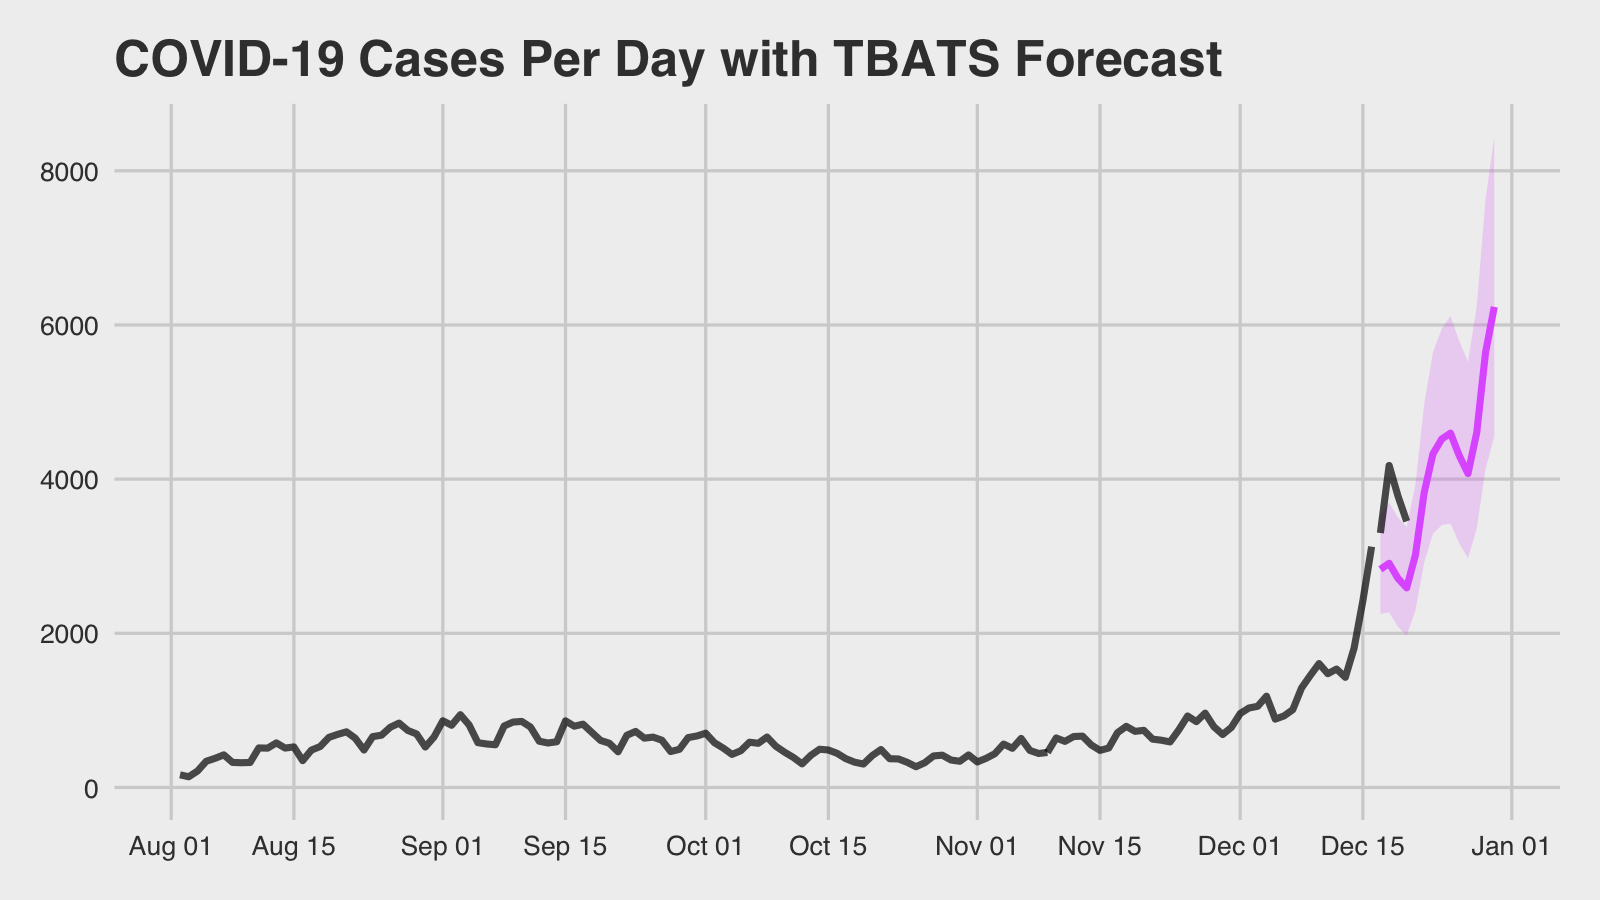 COVID-19 Cases Per Day with TBATS Forecast
8000
6000
4000
2000
0
Aug 01 Aug 15 Sep 01 Sep 15 Oct 01 Oct 15 Nov 01 Nov 15 Dec 01 Dec 15 Jan 01